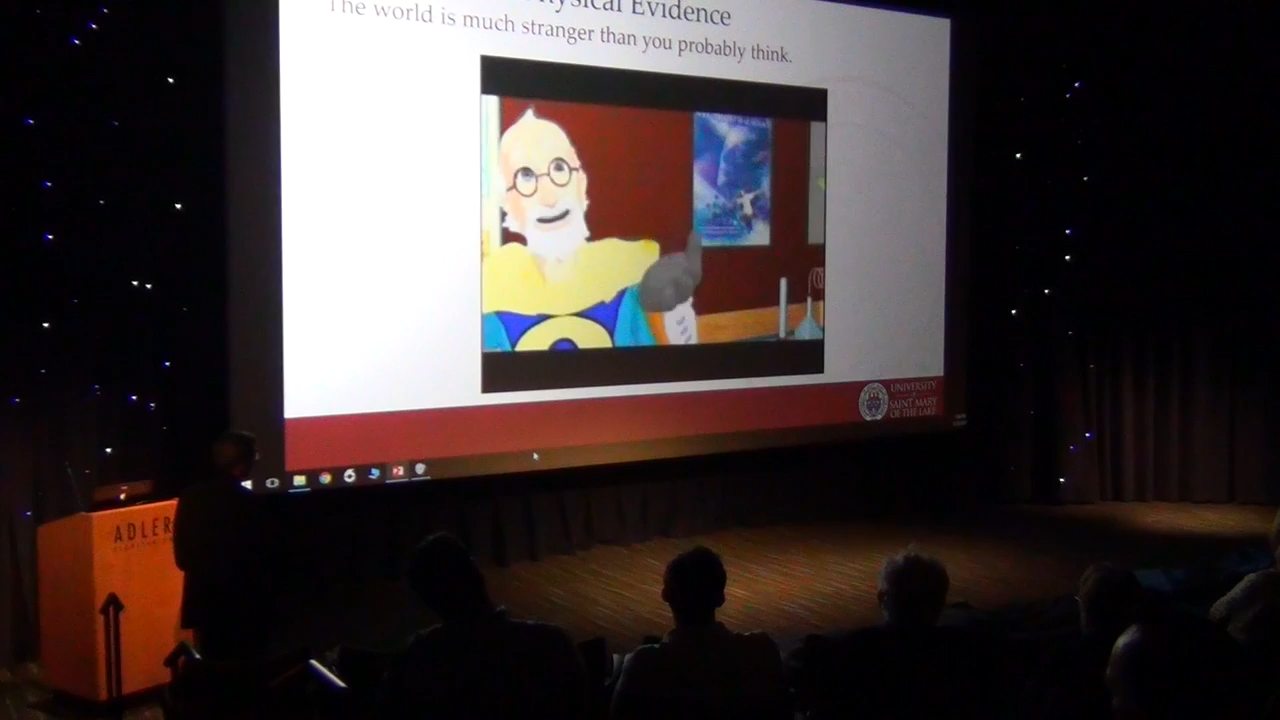 Physical Evidence
The world is much stranger than you probably think.
UNIVERSITY
SAINT MARY
OF THE LAKE
ADLER